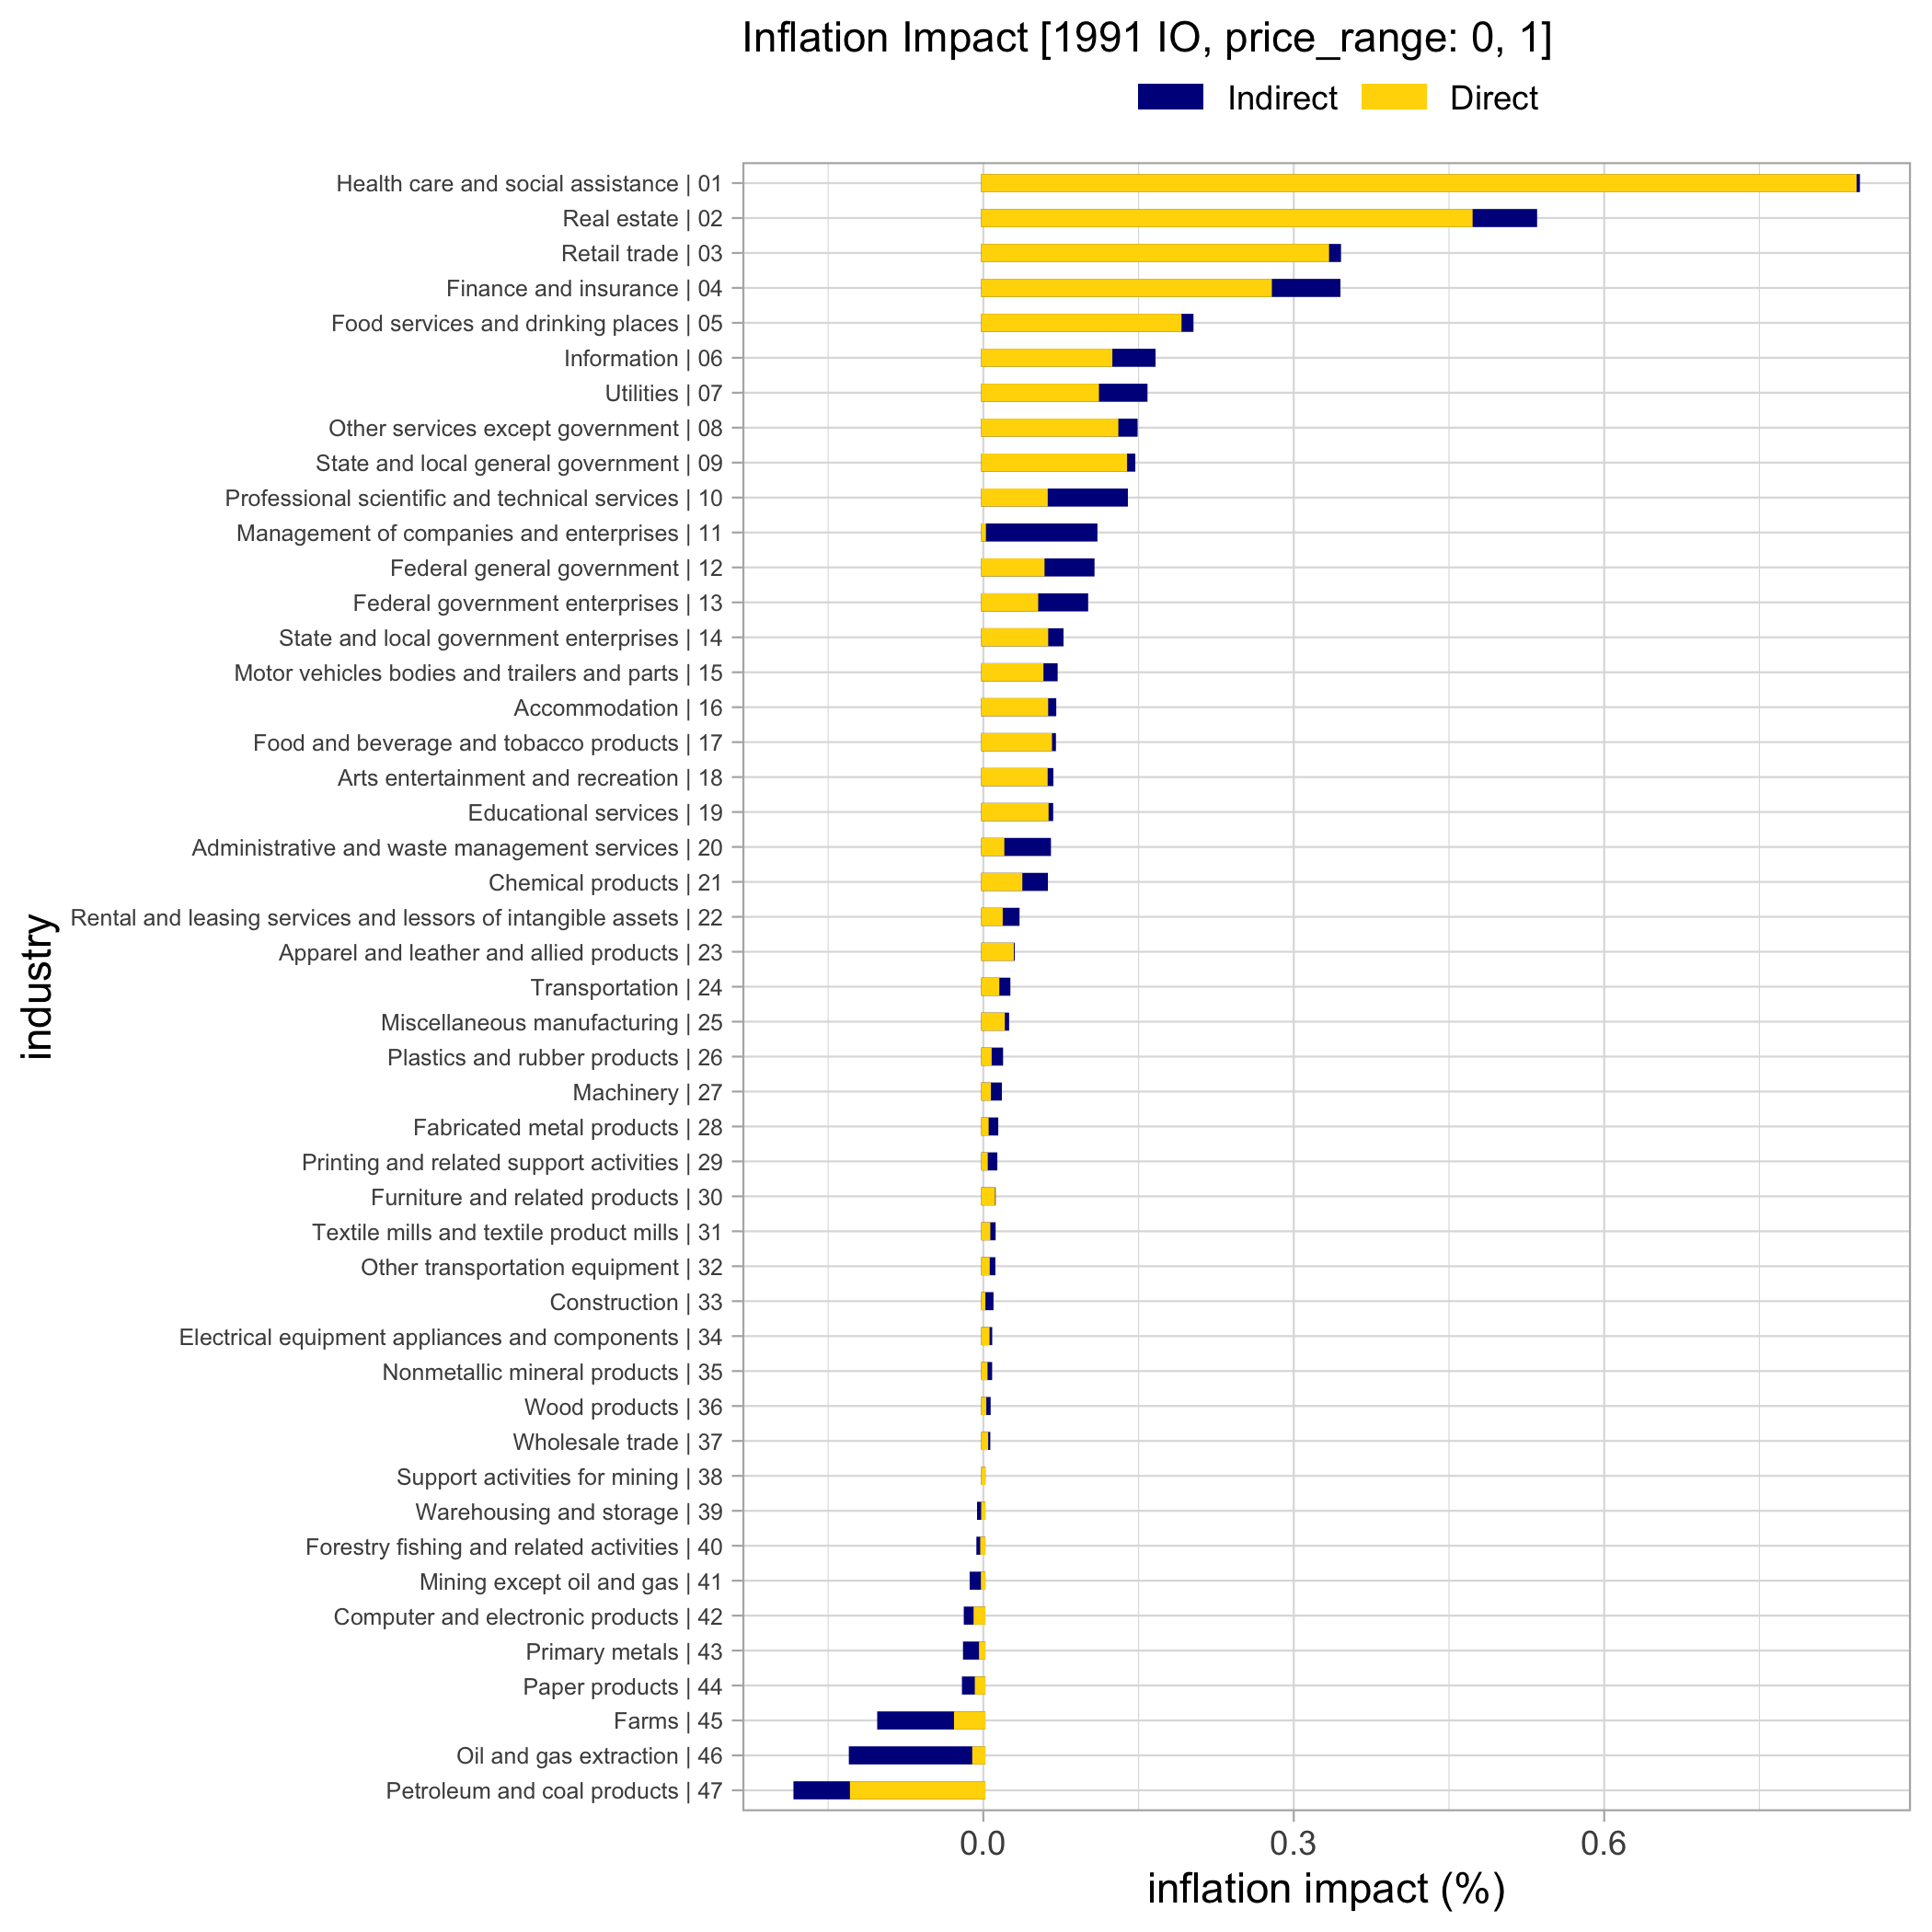 Inflation Impact [1991 IO, price_range: 0, 1]
Indirect Direct
Health care and social assistance | 01
Real estate | 02
Retail trade | 03
Finance and insurance | 04
Food services and drinking places | 05
Information | 06
Utilities | 07
Other services except government | 08
State and local general government | 09
Professional scientific and technical services | 10
Management of companies and enterprises | 11
Federal general government | 12
Federal government enterprises | 13
State and local government enterprises | 14
Motor vehicles bodies and trailers and parts | 15
Accommodation | 16
Food and beverage and tobacco products | 17
Arts entertainment and recreation | 18
Educational services | 19
Administrative and waste management services | 20
Chemical products | 21
Rental and leasing services and lessors of intangible assets | 22
Apparel and leather and allied products | 23
Transportation | 24
Miscellaneous manufacturing | 25
Plastics and rubber products | 26
Machinery | 27
Fabricated metal products | 28
Printing and related support activities | 29
Furniture and related products | 30
Textile mills and textile product mills | 31
Other transportation equipment | 32
Construction | 33
Electrical equipment appliances and components | 34
Nonmetallic mineral products | 35
Wood products | 36
Wholesale trade | 37
Support activities for mining | 38
Warehousing and storage | 39
Forestry fishing and related activities | 40
Mining except oil and gas | 41
Computer and electronic products | 42
Primary metals | 43
Paper products | 44
Farms | 45
Oil and gas extraction | 46
Petroleum and coal products | 47
industry
0.0 0.3 0.6
inflation impact (%)